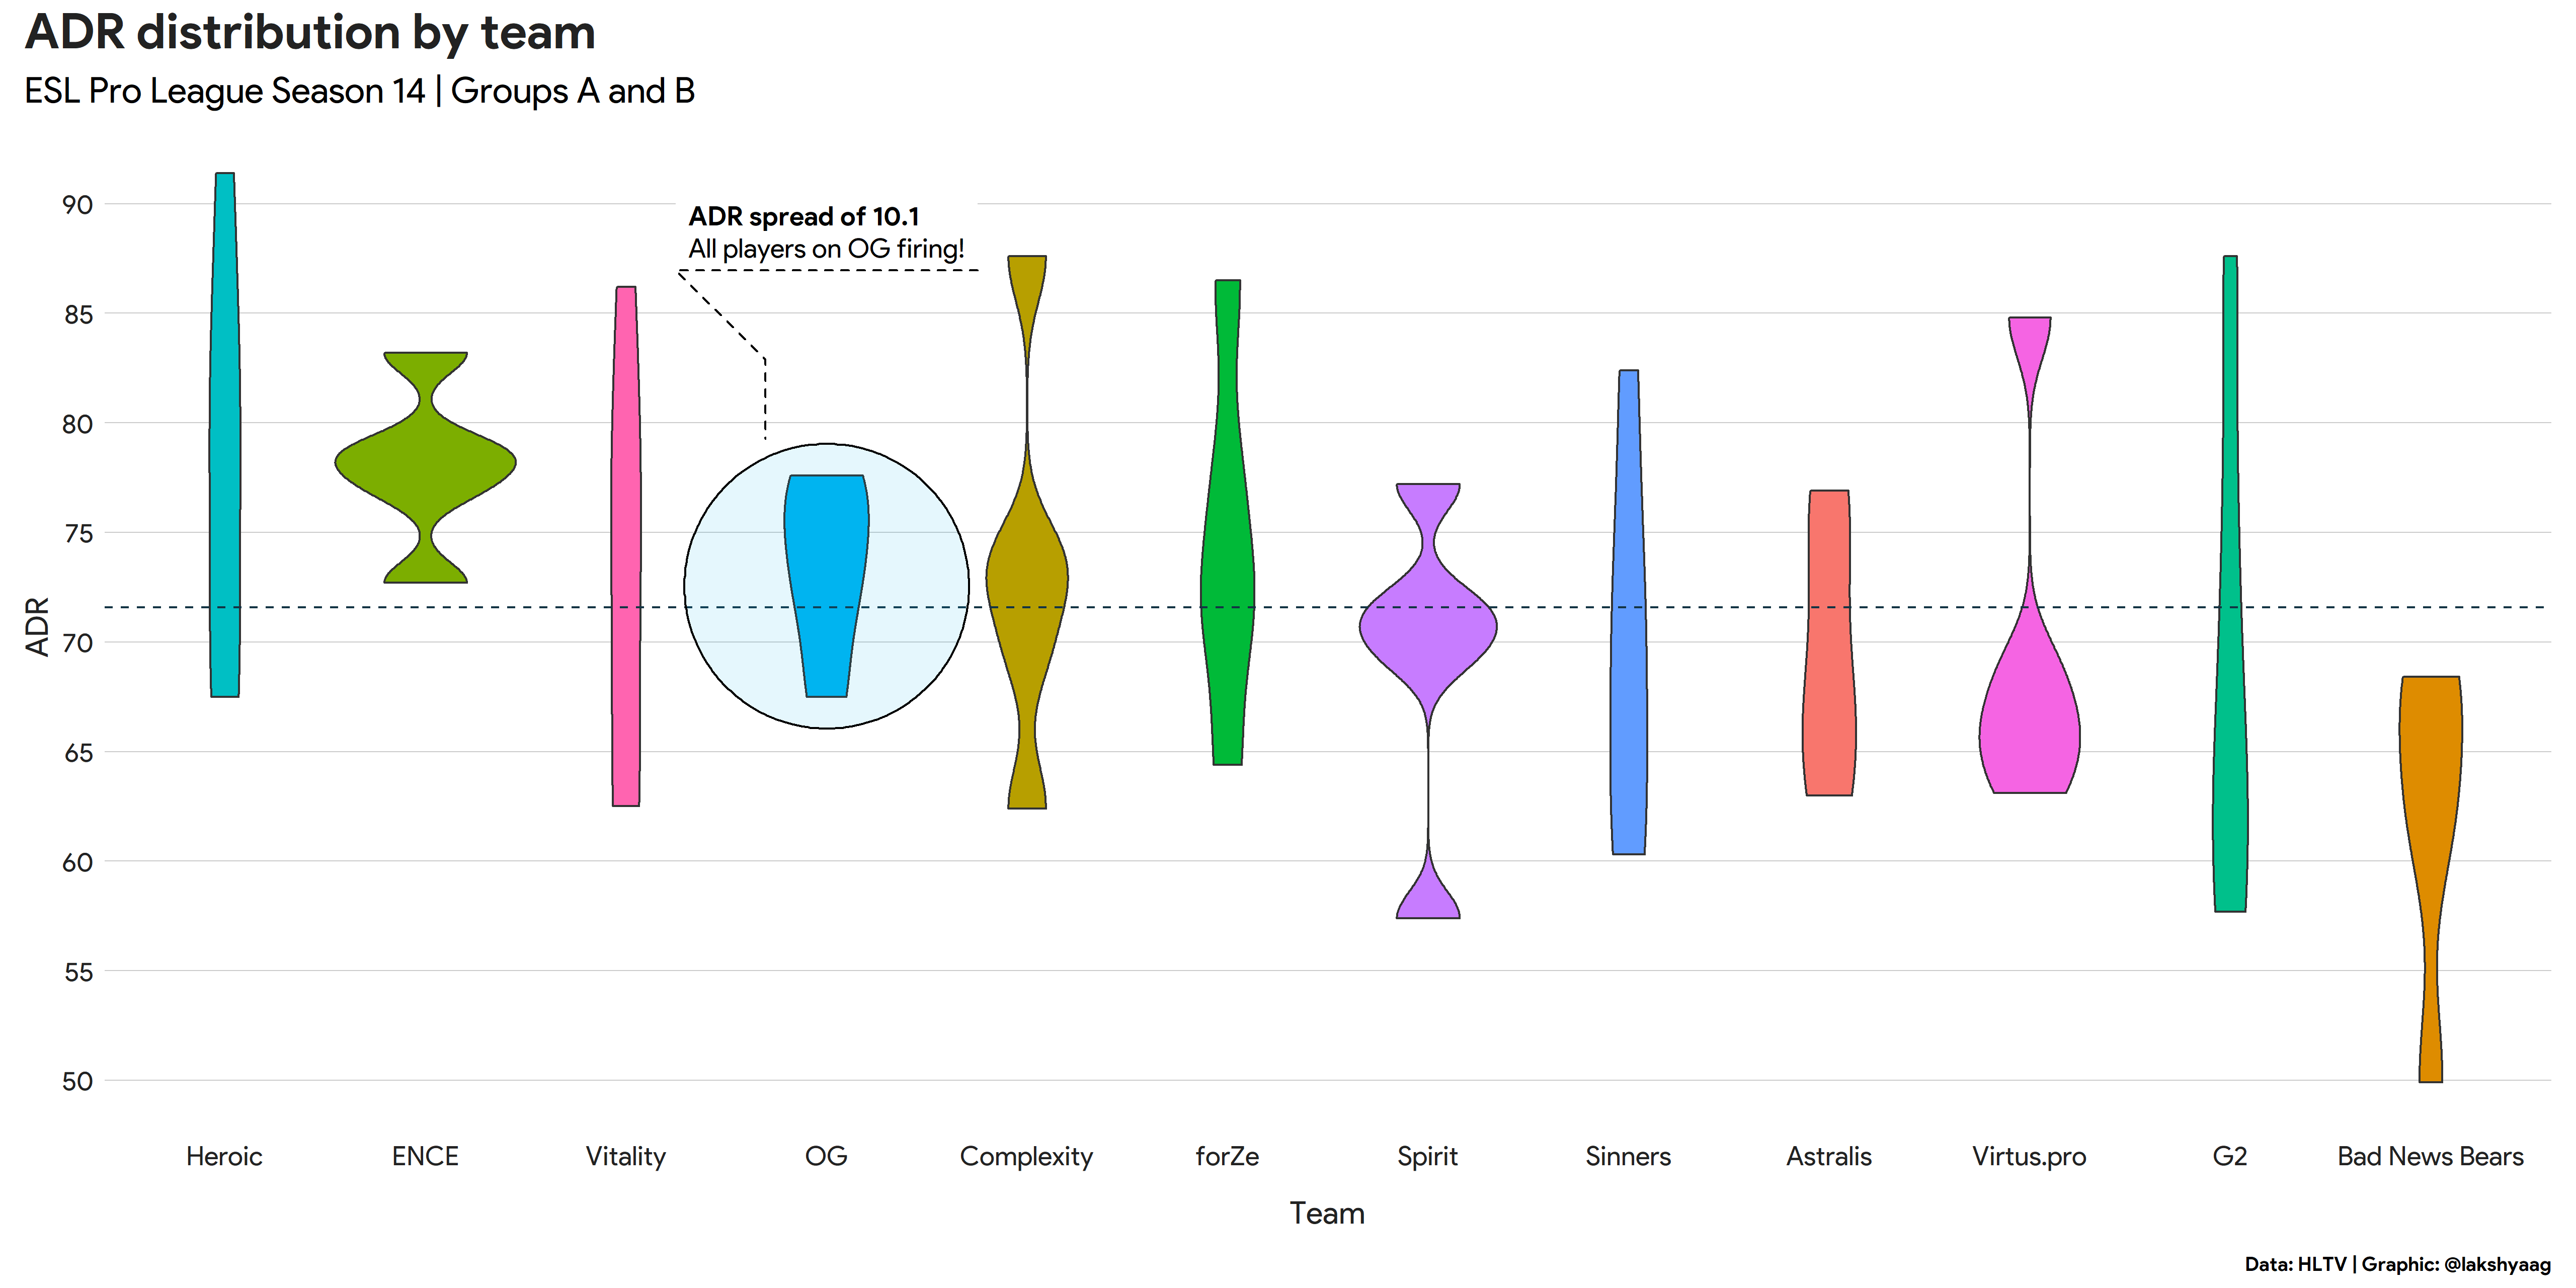 ADR distribution by team
ESL Pro League Season 14 | Groups A and B
ADR spread of 10.1
All players on OG firing!
90
85
80
75
70
65
60
55
50
ADR
Heroic ENCE Vitality OG Complexity forZe Spirit Sinners Astralis Virtus.pro G2 Bad News Bears
Team
Data: HLTV | Graphic: @lakshyaag